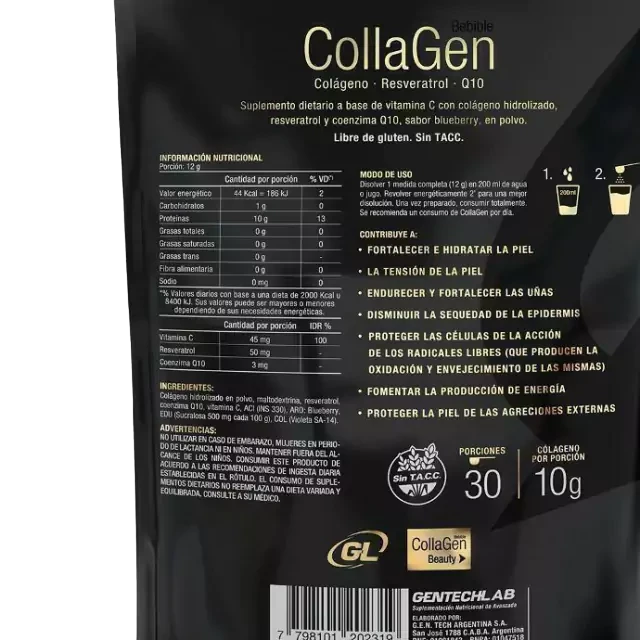 Bebible
CollaGen
Colágeno · Resveratrol · Q10
Suplemento dietario a base de vitamina C con colágeno hidrolizado,
resveratrol y coenzima Q10, sabor blueberry, en polvo.
Libre de gluten. Sin TACC.
INFORMACIÓN NUTRICIONAL
Porción: 12 g
Cantidad por porción % VD(*)
Valor energético 44 Kcal = 186 kJ 2
Carbohidratos 1 g 0
Proteínas 10 g 13
Grasas totales 0 g 0
Grasas saturadas 0 g 0
Grasas trans 0 g -
Fibra alimentaria 0 g 0
Sodio 0 mg 0
*% Valores diarios con base a una dieta de 2000 Kcal u
8400 kJ. Sus valores puede ser mayores o menores
dependiendo de sus necesidades energéticas.
Cantidad por porción IDR %
Vitamina C 45 mg 100
Resveratrol 50 mg -
Coenzima Q10 3 mg -
INGREDIENTES:
Colágeno hidrolizado en polvo, maltodextrina, resveratrol,
coenzima Q10, vitamina C, ACI (INS 330), ARO: Blueberry,
EDU (Sucralosa 500 mg cada 100 g), COL (Violeta SA-14).
ADVERTENCIAS:
NO UTILIZAR EN CASO DE EMBARAZO, MUJERES EN PERIO-
DO DE LACTANCIA NI EN NIÑOS. MANTENER FUERA DEL AL-
CANCE DE LOS NIÑOS. CONSUMIR ESTE PRODUCTO DE
ACUERDO A LAS RECOMENDACIONES DE INGESTA DIARIA
ESTABLECIDAS EN EL RÓTULO. EL CONSUMO DE SUPLE-
MENTOS DIETARIOS NO REEMPLAZA UNA DIETA VARIADA Y
EQUILIBRADA, CONSULTE A SU MÉDICO.
MODO DE USO
Disolver 1 medida completa (12 g) en 200 ml de agua
o jugo. Revolver energéticamente 2' para una mejor
disolución. Una vez preparado, consumir totalmente.
Se recomienda un consumo de CollaGen por día.
1. 2.
200ml
CONTRIBUYE A:
• FORTALECER E HIDRATAR LA PIEL
• LA TENSIÓN DE LA PIEL
• ENDURECER Y FORTALECER LAS UÑAS
• DISMINUIR LA SEQUEDAD DE LA EPIDERMIS
• PROTEGER LAS CÉLULAS DE LA ACCIÓN
DE LOS RADICALES LIBRES (QUE PRODUCEN LA
OXIDACIÓN Y ENVEJECIMIENTO DE LAS MISMAS)
• FOMENTAR LA PRODUCCIÓN DE ENERGÍA
• PROTEGER LA PIEL DE LAS AGRECIONES EXTERNAS
Sin T.A.C.C.
PORCIONES
30
CÓLAGENO
POR PORCIÓN
10g
GL
Bebible
CollaGen
Beauty
GENTECHLAB
Suplementación Nutricional de Avanzada
ELABORADO POR:
G.E.N. TECH ARGENTINA S.A.
San José 1788 C.A.B.A. Argentina
7 798101 202319